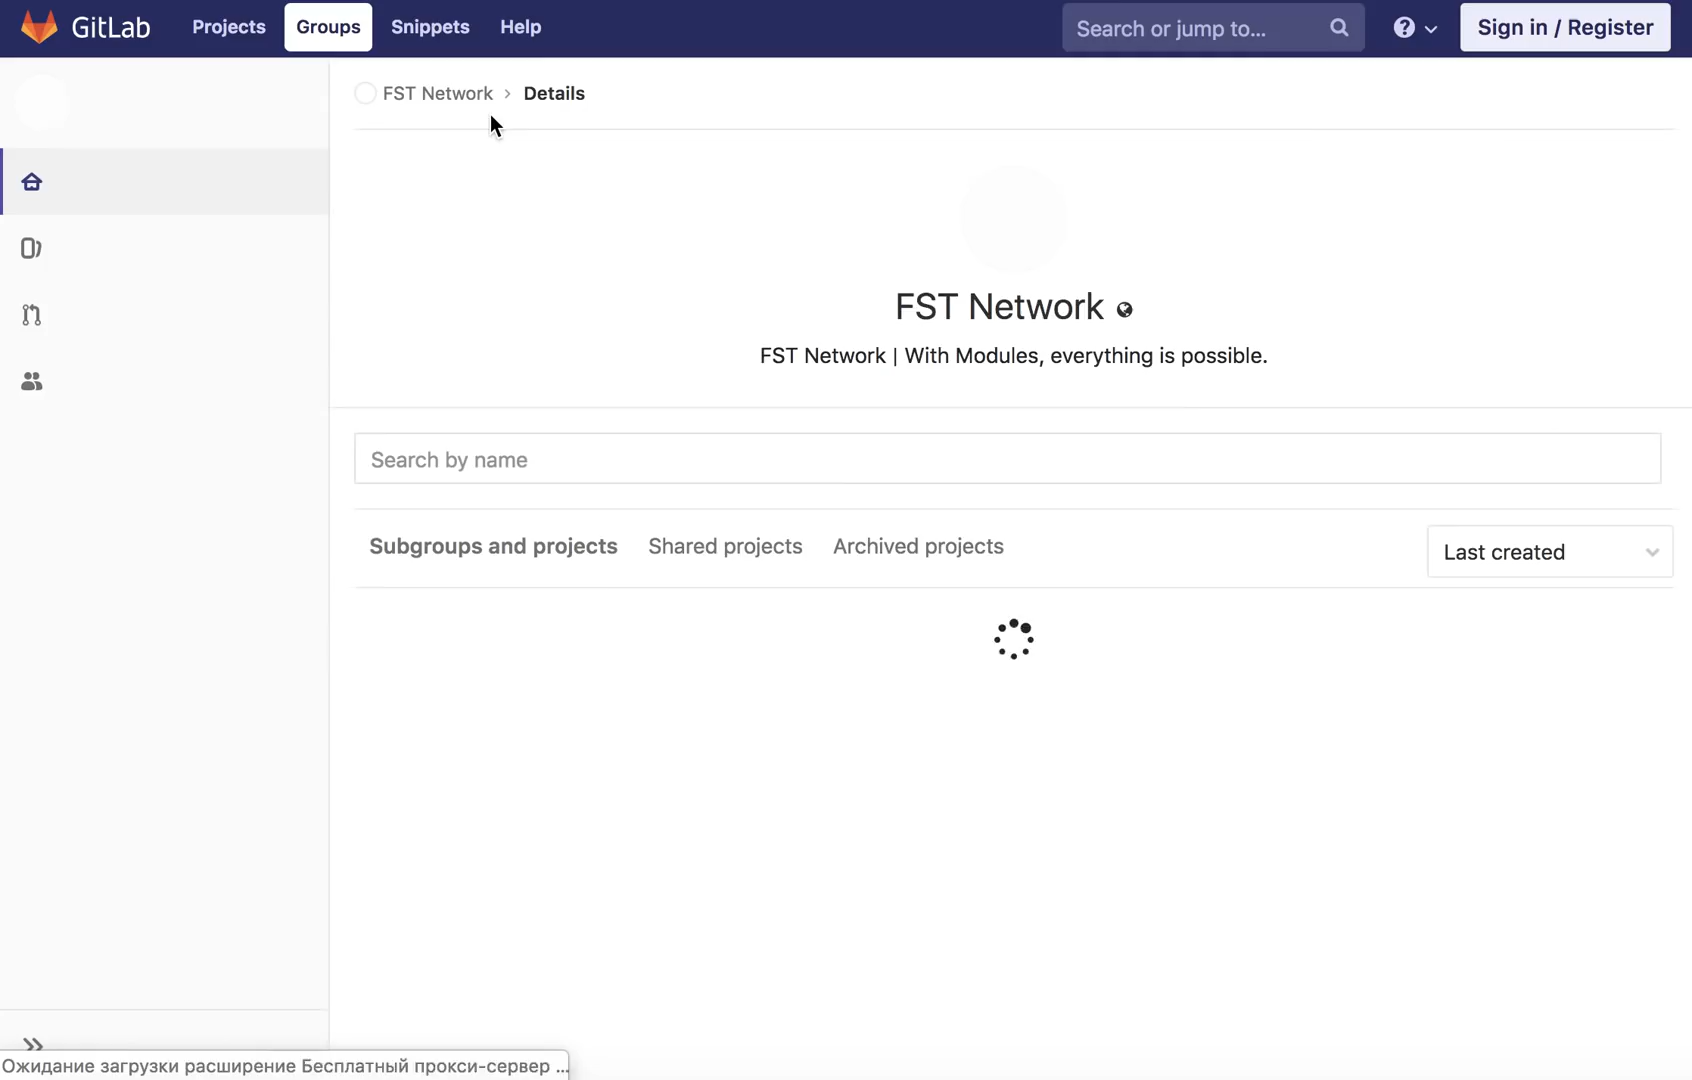 GitLab Projects Groups Snippets Help Search or jump to... Sign in / Register
FST Network › Details
FST Network
FST Network | With Modules, everything is possible.
Search by name
Subgroups and projects Shared projects Archived projects Last created
Ожидание загрузки расширение Бесплатный прокси-сервер ...